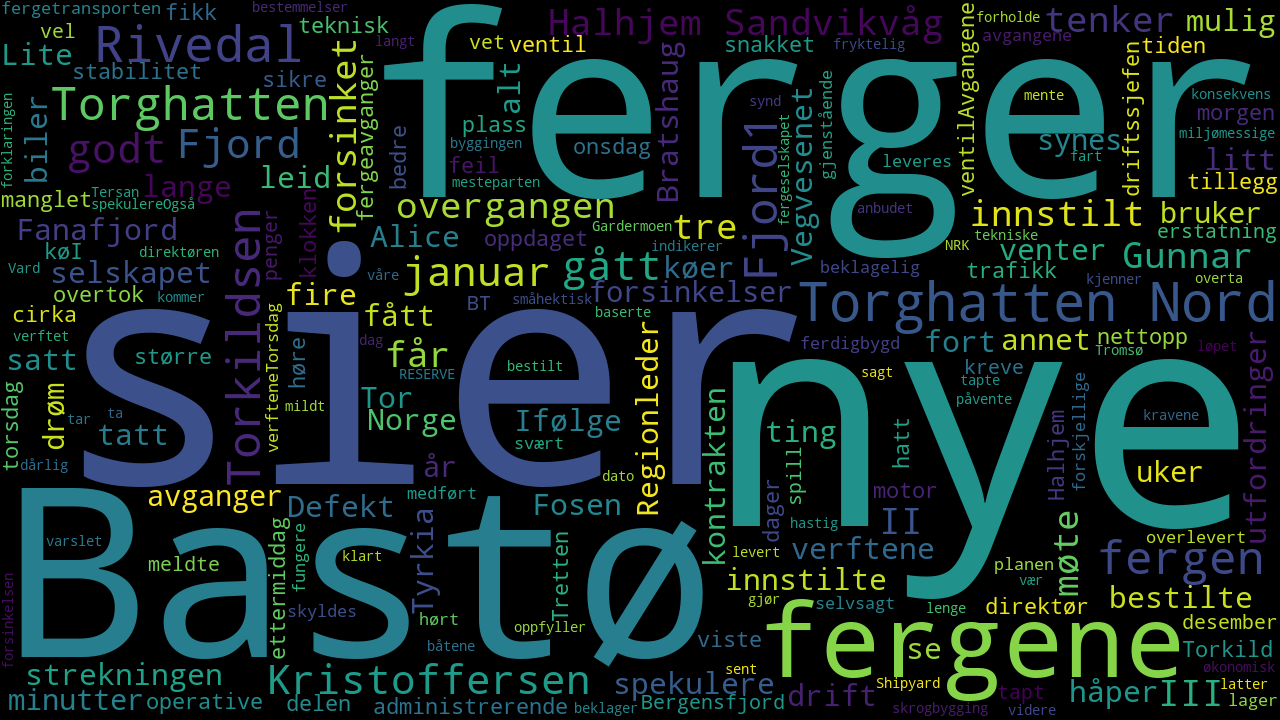 fergetransporten fikk bestemmelser ferger Halhjem Sandvikvåg forholde tenker mulig
vel teknisk langt vet ventil snakket fryktelig avgangene tiden
Lite Rivedal
stabilitet sikre forsinket fergeavganger alt Bratshaug
Torghatten plass synd gjenstående mente konsekvens
forklaringen biler byggingen onsdag Vegvesenet synes morgen miljømessige
godt Fjord bedre feil Fjord1 leveres fart driftssjefen litt
lange leid mesteparten ventilAvgangene tillegg
manglet Tersan spekulereOgså overgangen fergeselskapet anbudet innstilt bruker
Fanafjord klokken Alice oppdaget Gardermoen tre tekniske erstatning
køI direktøren penger januar gått indikerer NRK venter Gunnar
Vard selskapet våre køer beklagelig trafikk kjenner overta
overtok kommer fire BT småhektisk forsinkelser Torghatten Nord
cirka Torkildsen fått baserte
verftet sier dag får Regionleder ferdigbygd fort annet nettopp løpet
satt større høre RESERVE bestilt sagt Tromsø
torsdag drøm verfteneTorsdag mildt Tor kreve tapte påvente nye utfordringer
tar ta Norge Ifølge kontrakten ting hatt Halhjem forskjellige kravene
tatt svært
dårlig år dato spill uker
Bastø avganger Defekt medført Fosen dager motor
varslet ettermiddag klart Tyrkia hastig II overlevert
meldte fungere Tretten levert verftene planen møte fergen
forsinkelsen skyldes hørt innstilte vær
oppfyller gjør selvsagt lenge direktør bestilte
båtene viste fergene se desember
strekningen Kristoffersen spekulere sent Torkild
Shipyard økonomisk
minutter operative delen administrerende beklager Bergensfjord drift tapt håper III latter
skrogbygging videre lager